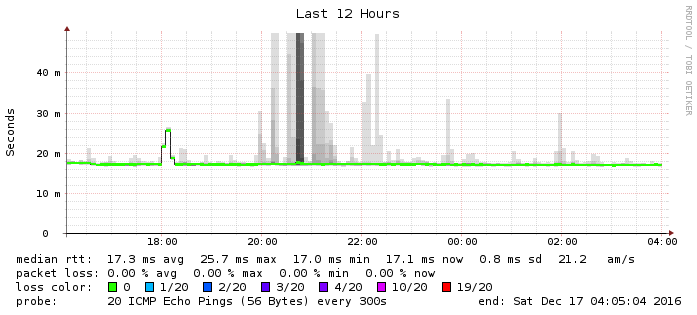 Last 12 Hours
RRDTOOL / TOBI OETIKER
Seconds
40 m
30 m
20 m
10 m
0
18:00 20:00 22:00 00:00 02:00 04:00
median rtt: 17.3 ms avg 25.7 ms max 17.0 ms min 17.1 ms now 0.8 ms sd 21.2 am/s
packet loss: 0.00 % avg 0.00 % max 0.00 % min 0.00 % now
loss color: 0 1/20 2/20 3/20 4/20 10/20 19/20
probe: 20 ICMP Echo Pings (56 Bytes) every 300s end: Sat Dec 17 04:05:04 2016